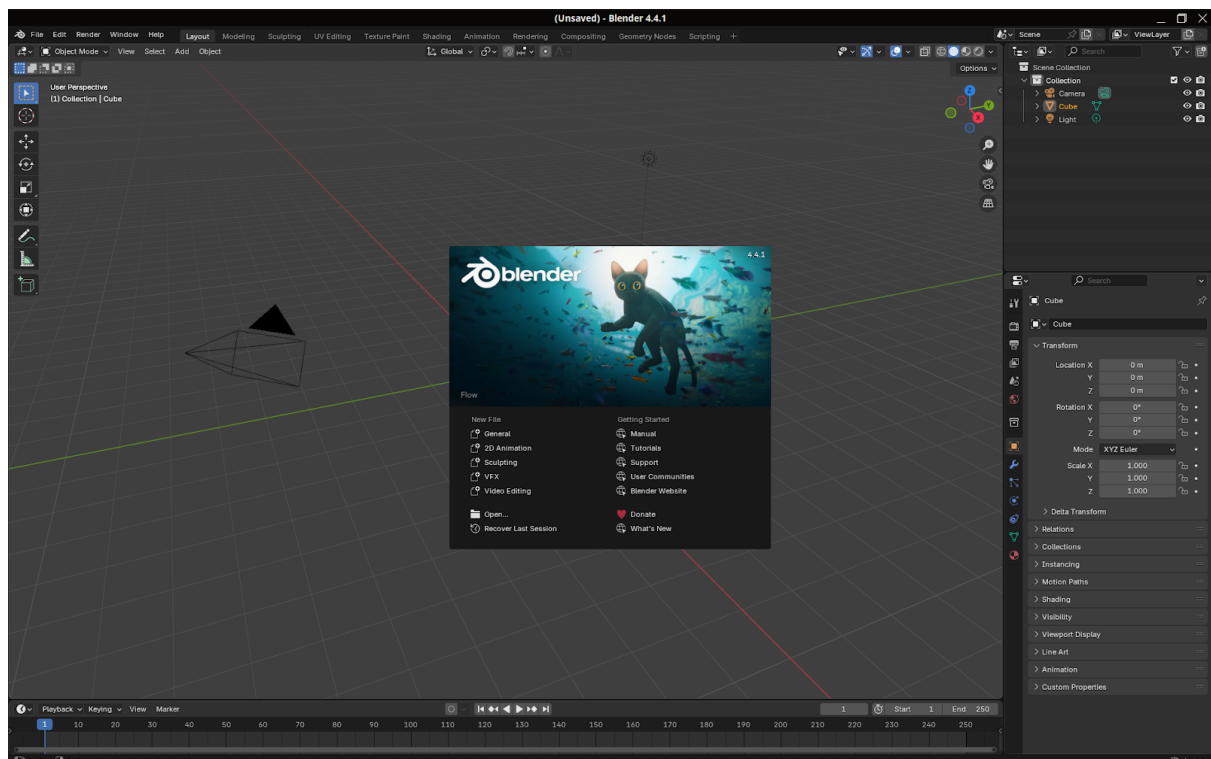 (Unsaved) - Blender 4.4.1
File Edit Render Window Help Layout Modeling Sculpting UV Editing Texture Paint Shading Animation Rendering Compositing Geometry Nodes Scripting + Scene ViewLayer
Object Mode View Select Add Object Global Search
Options
User Perspective
(1) Collection | Cube
Z
Y
X
Scene Collection
Collection
Camera
Cube
Light
blender
4.4.1
Flow
New File
General
2D Animation
Sculpting
VFX
Video Editing
Open...
Recover Last Session
Getting Started
Manual
Tutorials
Support
User Communities
Blender Website
Donate
What's New
Search
Cube
Cube
Transform
Location X 0 m
Y 0 m
Z 0 m
Rotation X 0°
Y 0°
Z 0°
Mode XYZ Euler
Scale X 1.000
Y 1.000
Z 1.000
Delta Transform
Relations
Collections
Instancing
Motion Paths
Shading
Visibility
Viewport Display
Line Art
Animation
Custom Properties
Playback Keying View Marker 1 Start 1 End 250
1 10 20 30 40 50 60 70 80 90 100 110 120 130 140 150 160 170 180 190 200 210 220 230 240 250